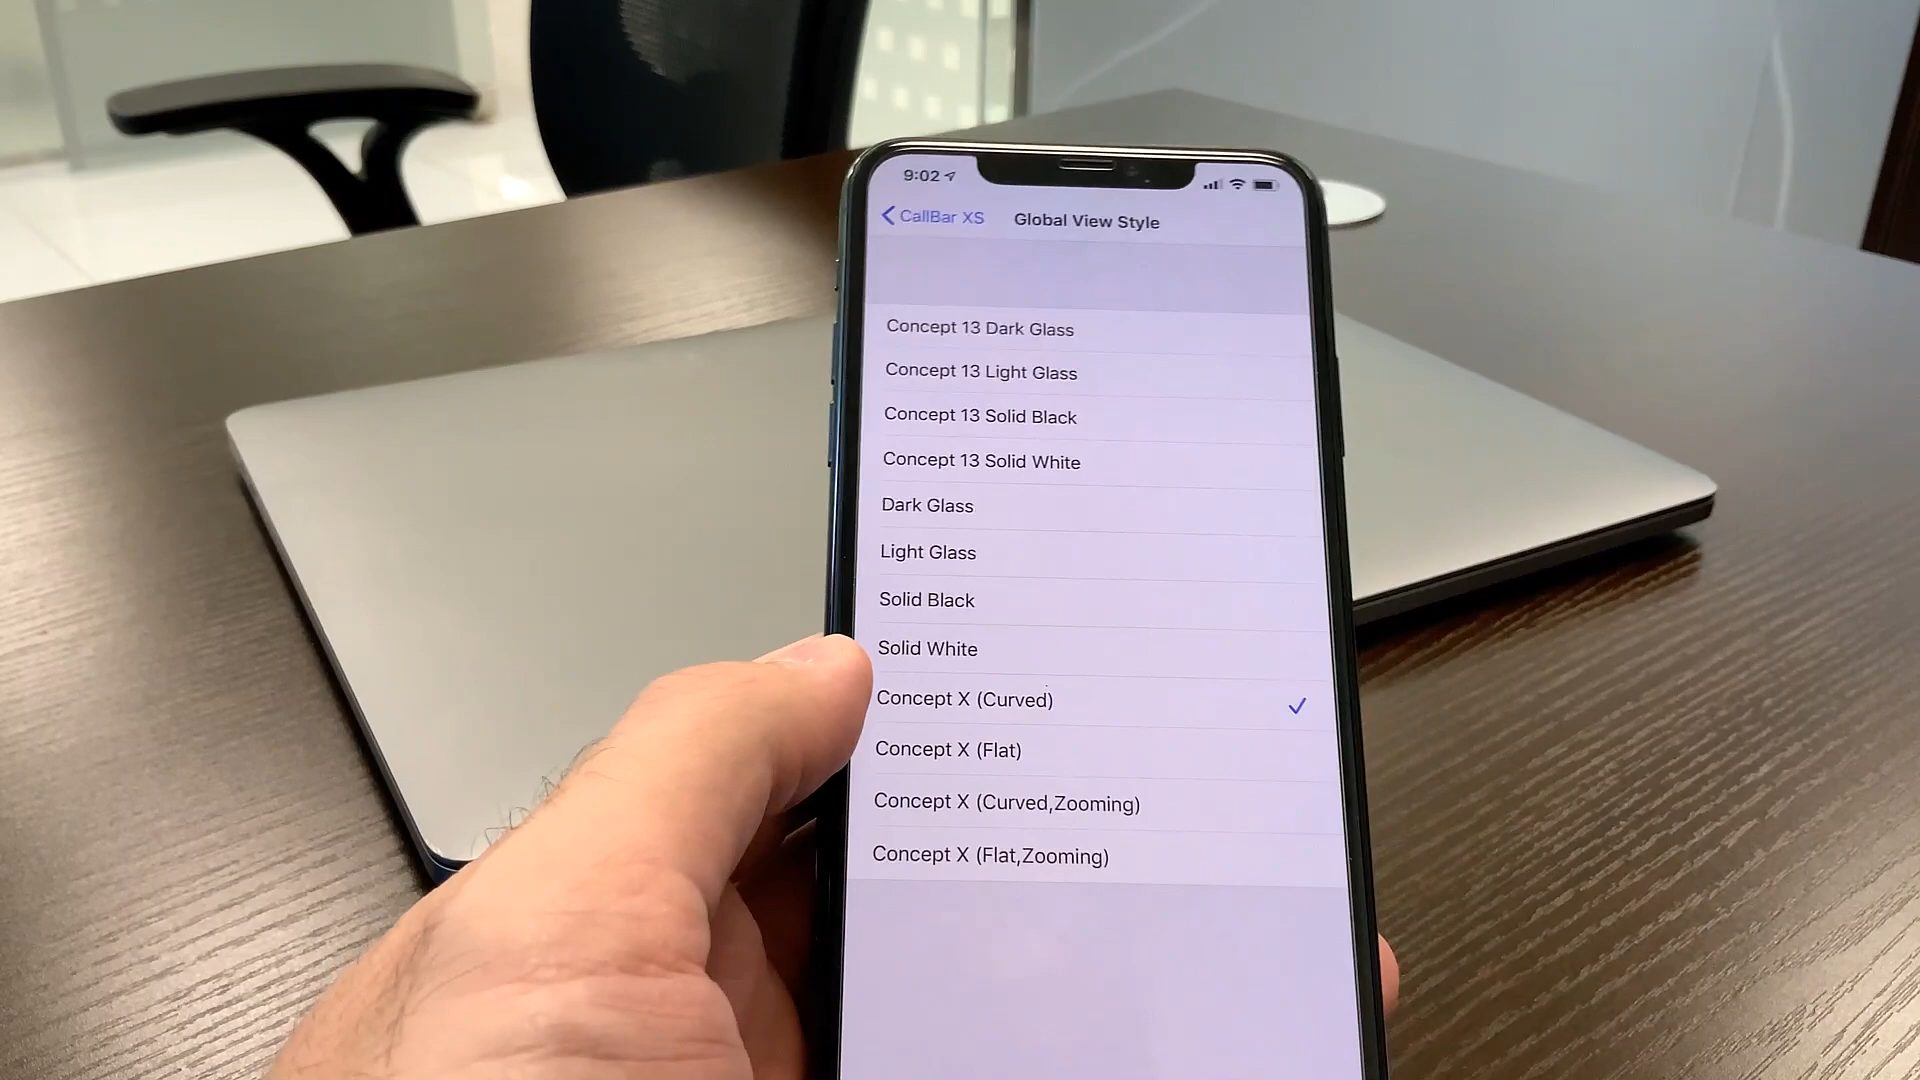 9:02
CallBar XS
Global View Style
Concept 13 Dark Glass
Concept 13 Light Glass
Concept 13 Solid Black
Concept 13 Solid White
Dark Glass
Light Glass
Solid Black
Solid White
Concept X (Curved)
Concept X (Flat)
Concept X (Curved,Zooming)
Concept X (Flat,Zooming)